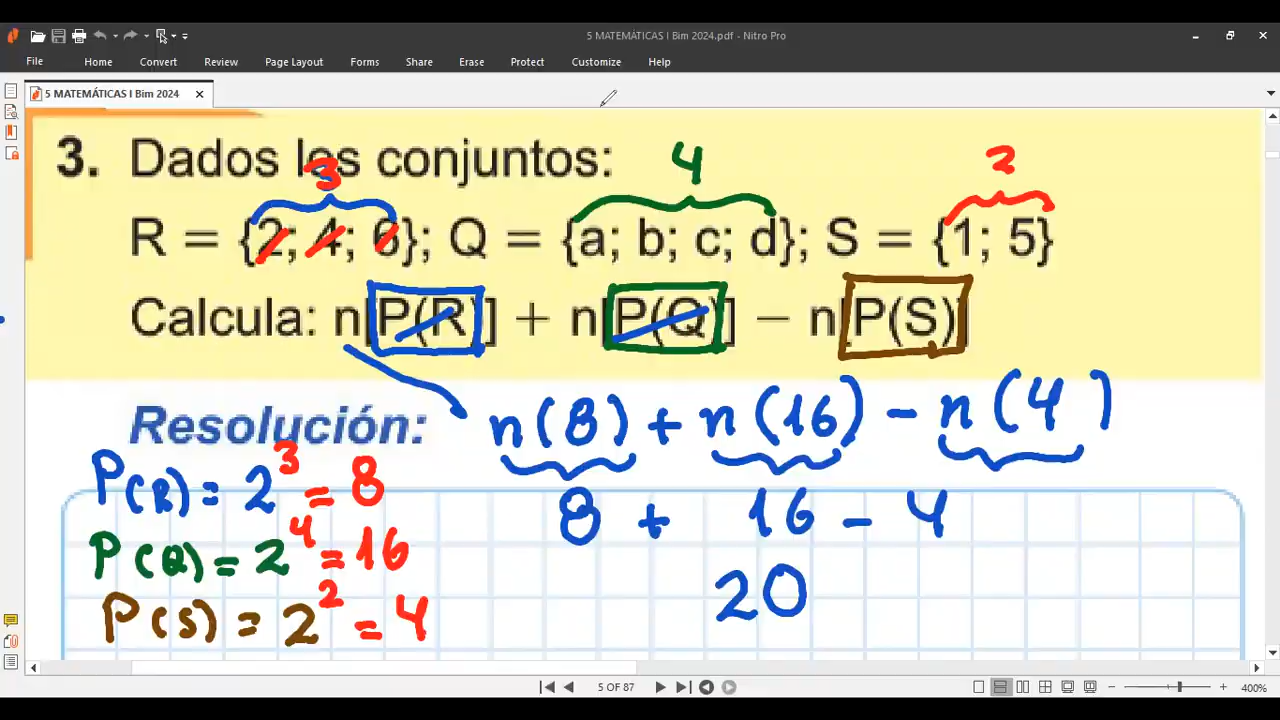 5 MATEMÁTICAS I Bim 2024.pdf - Nitro Pro
File Home Convert Review Page Layout Forms Share Erase Protect Customize Help
5 MATEMÁTICAS I Bim 2024
3. Dados los conjuntos:
3 4 2
R = {2; 4; 6}; Q = {a; b; c; d}; S = {1; 5}
Calcula: n[P(R)] + n[P(Q)] − n[P(S)]
n(8) + n(16) − n(4)
Resolución:
P(R) = 2³ = 8
8 + 16 − 4
P(Q) = 2⁴ = 16
20
P(S) = 2² = 4
5 OF 87
400%